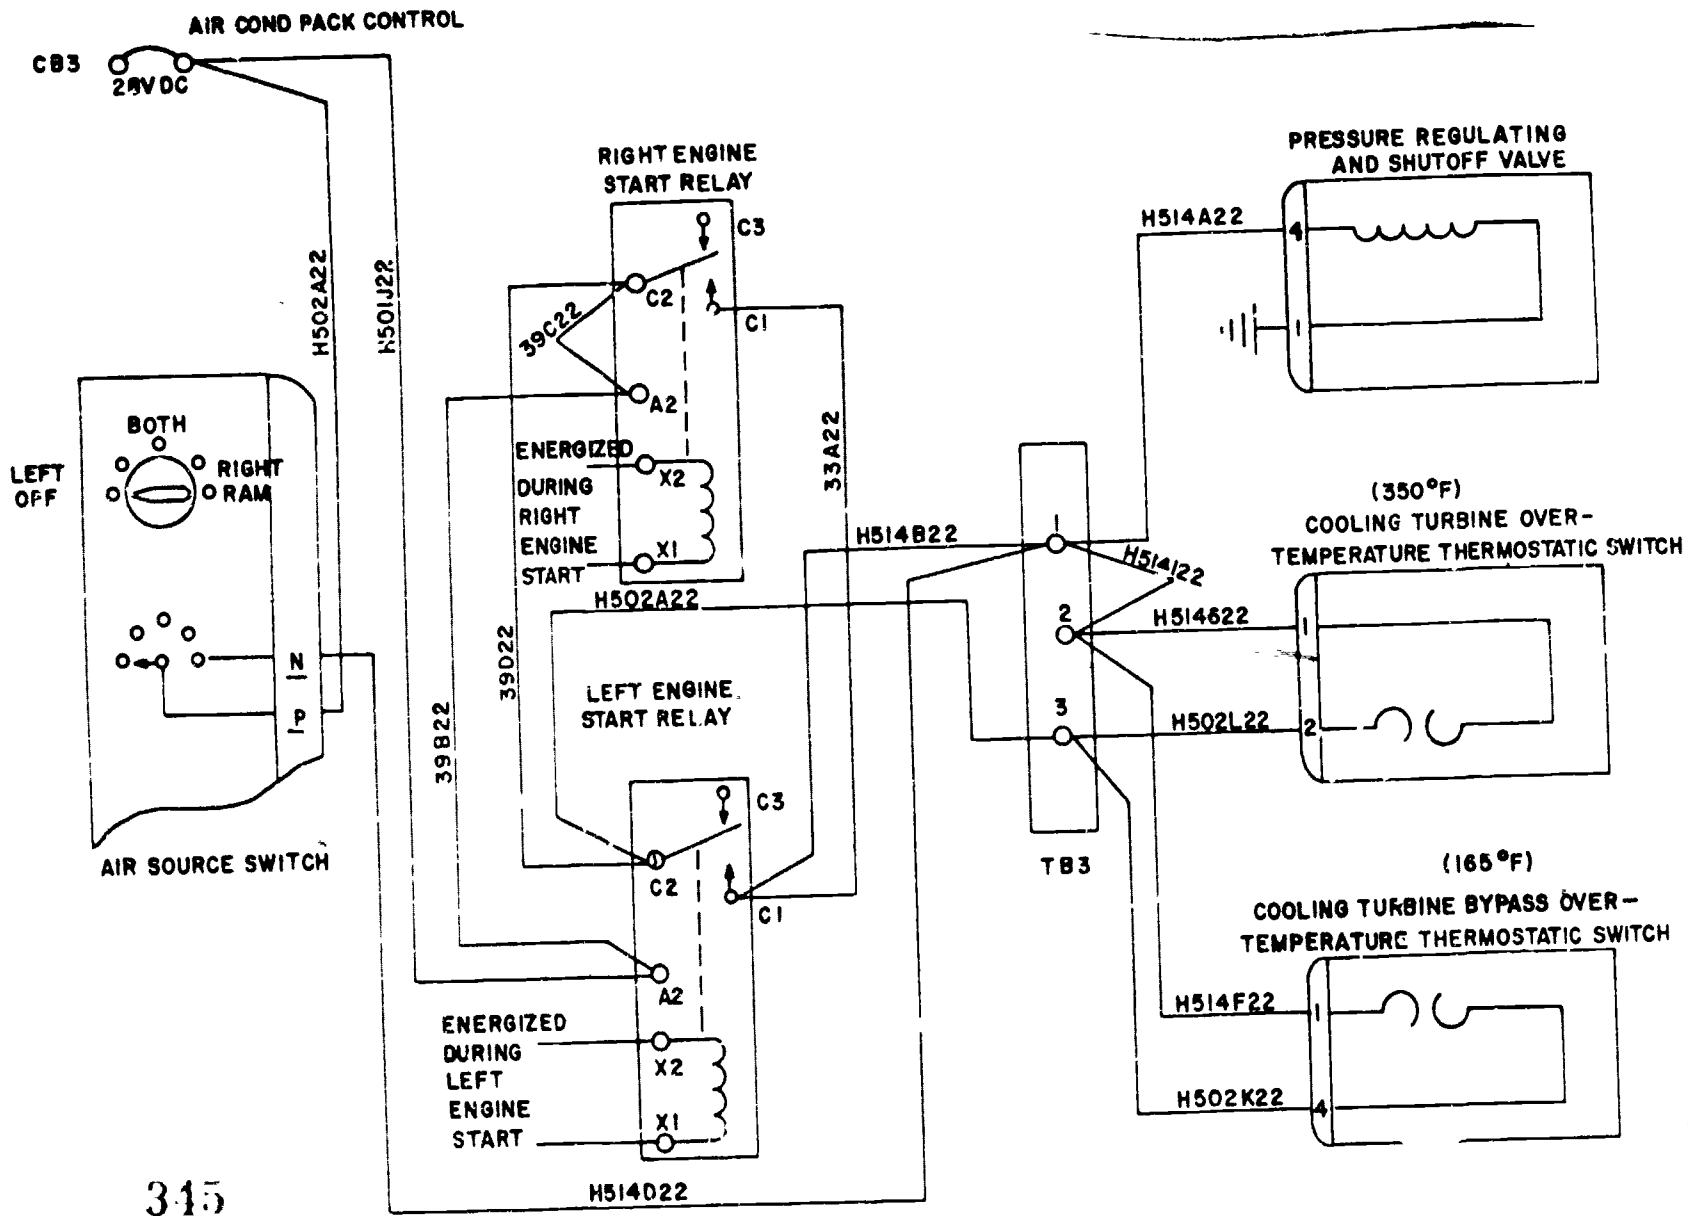 AIR COND PACK CONTROL
CB3
28VDC
H502A22
H501J22
RIGHT ENGINE
START RELAY
C3
C2
C1
39C22
A2
ENERGIZED
X2
DURING
RIGHT
ENGINE
X1
START
33A22
PRESSURE REGULATING
AND SHUTOFF VALVE
H514A22
4
1
BOTH
LEFT
OFF
RIGHT
RAM
N
P
AIR SOURCE SWITCH
H502A22
39D22
39B22
LEFT ENGINE
START RELAY
H514B22
1
H514I22
2
3
TB3
(350°F)
COOLING TURBINE OVER-
TEMPERATURE THERMOSTATIC SWITCH
H514622
1
H502L22
2
C3
C2
C1
A2
ENERGIZED
DURING
X2
LEFT
ENGINE
X1
START
(165°F)
COOLING TURBINE BYPASS OVER-
TEMPERATURE THERMOSTATIC SWITCH
H514F22
1
H502K22
4
H514D22
345